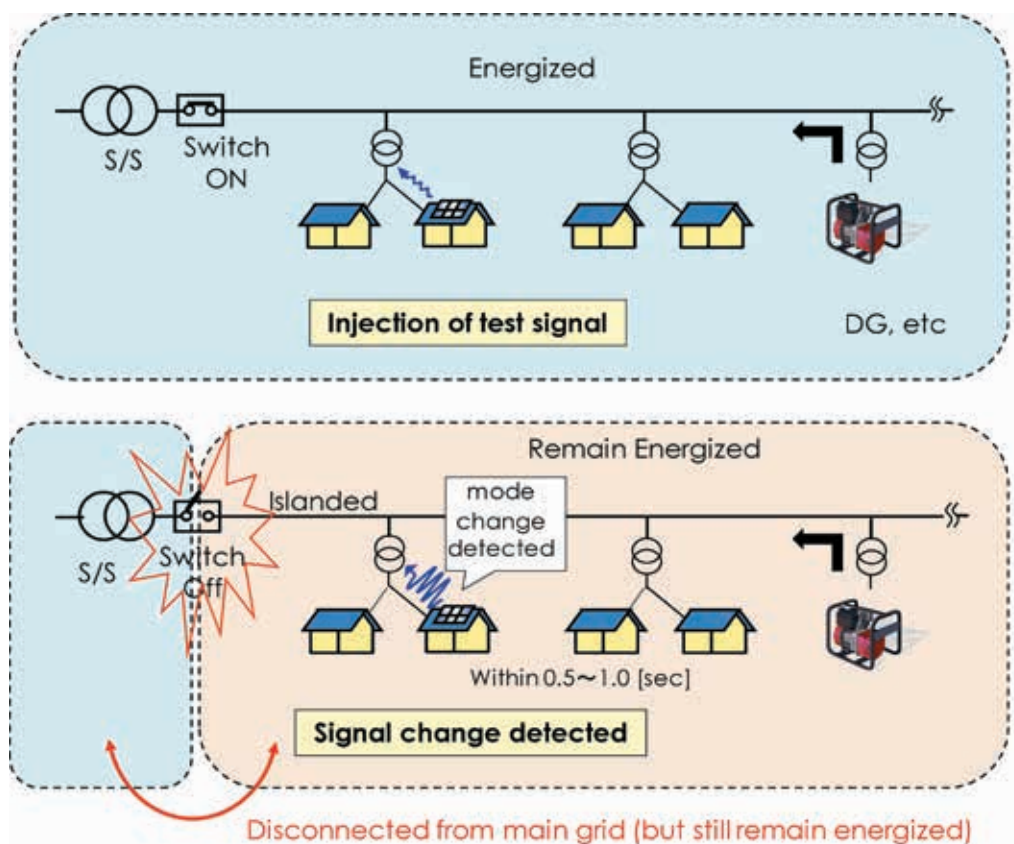 Energized
S/S
Switch
ON
Injection of test signal
DG, etc
Remain Energized
Islanded
mode
change
detected
S/S
Switch
Off
Within 0.5～1.0 [sec]
Signal change detected
Disconnected from main grid (but still remain energized)